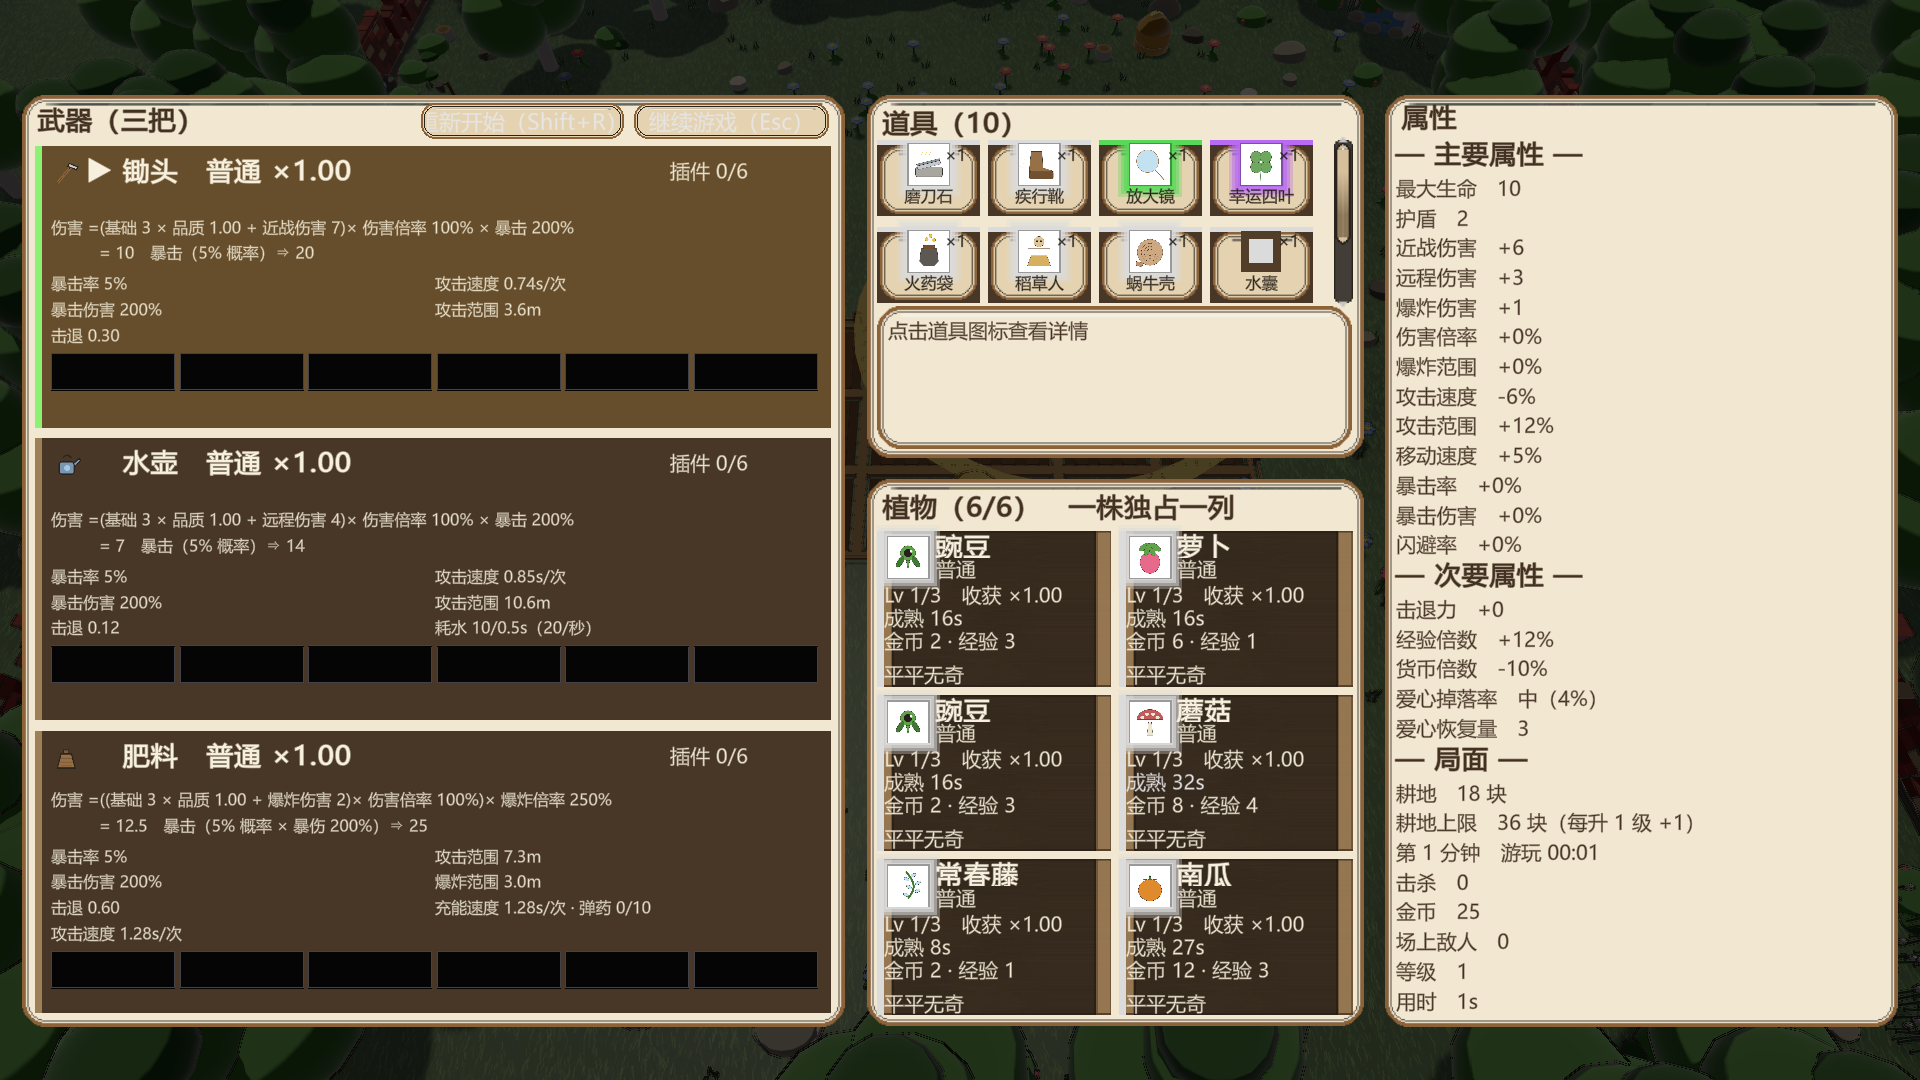 武器（三把）
重新开始（Shift+R）
继续游戏（Esc）
▶ 锄头 普通 ×1.00
插件 0/6
伤害 =(基础 3 × 品质 1.00 + 近战伤害 7)× 伤害倍率 100% × 暴击 200%
= 10 暴击（5% 概率）⇒ 20
暴击率 5%
攻击速度 0.74s/次
暴击伤害 200%
攻击范围 3.6m
击退 0.30
水壶 普通 ×1.00
插件 0/6
伤害 =(基础 3 × 品质 1.00 + 远程伤害 4)× 伤害倍率 100% × 暴击 200%
= 7 暴击（5% 概率）⇒ 14
暴击率 5%
攻击速度 0.85s/次
暴击伤害 200%
攻击范围 10.6m
击退 0.12
耗水 10/0.5s（20/秒）
肥料 普通 ×1.00
插件 0/6
伤害 =((基础 3 × 品质 1.00 + 爆炸伤害 2)× 伤害倍率 100%)× 爆炸倍率 250%
= 12.5 暴击（5% 概率 × 暴伤 200%）⇒ 25
暴击率 5%
攻击范围 7.3m
暴击伤害 200%
爆炸范围 3.0m
击退 0.60
充能速度 1.28s/次 · 弹药 0/10
攻击速度 1.28s/次
道具（10）
×1
磨刀石
×1
疾行靴
×1
放大镜
×1
幸运四叶
×1
火药袋
×1
稻草人
×1
蜗牛壳
×1
水囊
点击道具图标查看详情
植物（6/6） 一株独占一列
豌豆
普通
Lv 1/3 收获 ×1.00
成熟 16s
金币 2 · 经验 3
平平无奇
萝卜
普通
Lv 1/3 收获 ×1.00
成熟 16s
金币 6 · 经验 1
平平无奇
豌豆
普通
Lv 1/3 收获 ×1.00
成熟 16s
金币 2 · 经验 3
平平无奇
蘑菇
普通
Lv 1/3 收获 ×1.00
成熟 32s
金币 8 · 经验 4
平平无奇
常春藤
普通
Lv 1/3 收获 ×1.00
成熟 8s
金币 2 · 经验 1
平平无奇
南瓜
普通
Lv 1/3 收获 ×1.00
成熟 27s
金币 12 · 经验 3
平平无奇
属性
— 主要属性 —
最大生命 10
护盾 2
近战伤害 +6
远程伤害 +3
爆炸伤害 +1
伤害倍率 +0%
爆炸范围 +0%
攻击速度 -6%
攻击范围 +12%
移动速度 +5%
暴击率 +0%
暴击伤害 +0%
闪避率 +0%
— 次要属性 —
击退力 +0
经验倍数 +12%
货币倍数 -10%
爱心掉落率 中（4%）
爱心恢复量 3
— 局面 —
耕地 18 块
耕地上限 36 块（每升 1 级 +1）
第 1 分钟 游玩 00:01
击杀 0
金币 25
场上敌人 0
等级 1
用时 1s